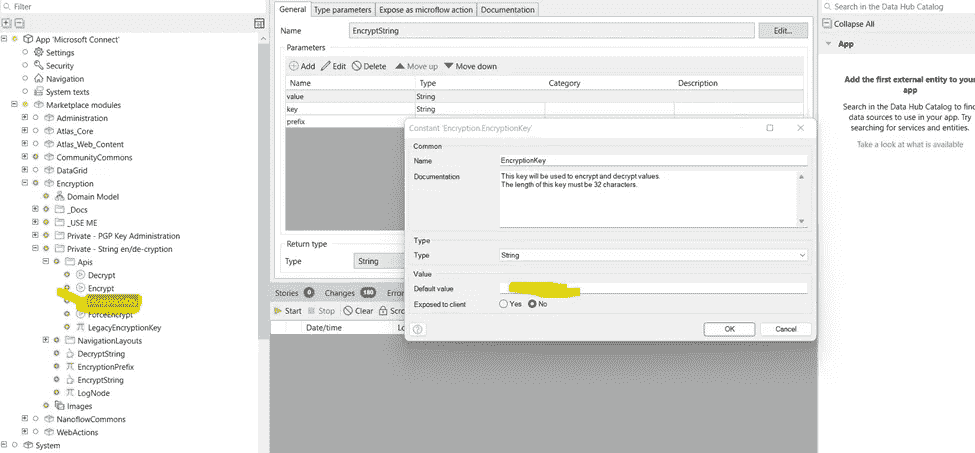 Filter
App 'Microsoft Connect'
Settings
Security
Navigation
System texts
Marketplace modules
Administration
Atlas_Core
Atlas_Web_Content
CommunityCommons
DataGrid
Encryption
Domain Model
_Docs
_USE ME
Private - PGP Key Administration
Private - String en/de-cryption
Apis
Decrypt
Encrypt
ForceEncrypt
LegacyEncryptionKey
NavigationLayouts
DecryptString
EncryptionPrefix
EncryptString
LogNode
Images
NanoflowCommons
WebActions
System
General Type parameters Expose as microflow action Documentation
Name EncryptString Edit...
Parameters
Add Edit Delete Move up Move down
Name Type Category Description
value String
key String
prefix
Return type
Type String
Stories 0 Changes 180
Start Stop Clear
Date/time
Constant 'Encryption.EncryptionKey'
Common
Name EncryptionKey
Documentation This key will be used to encrypt and decrypt values.
The length of this key must be 32 characters.
Type
Type String
Value
Default value
Exposed to client Yes No
OK Cancel
Search in the Data Hub Catalog
Collapse All
App
Add the first external entity to your
app
Search in the Data Hub Catalog to find
data sources to use in your app. Try
searching for services and entities.
Take a look at what is available